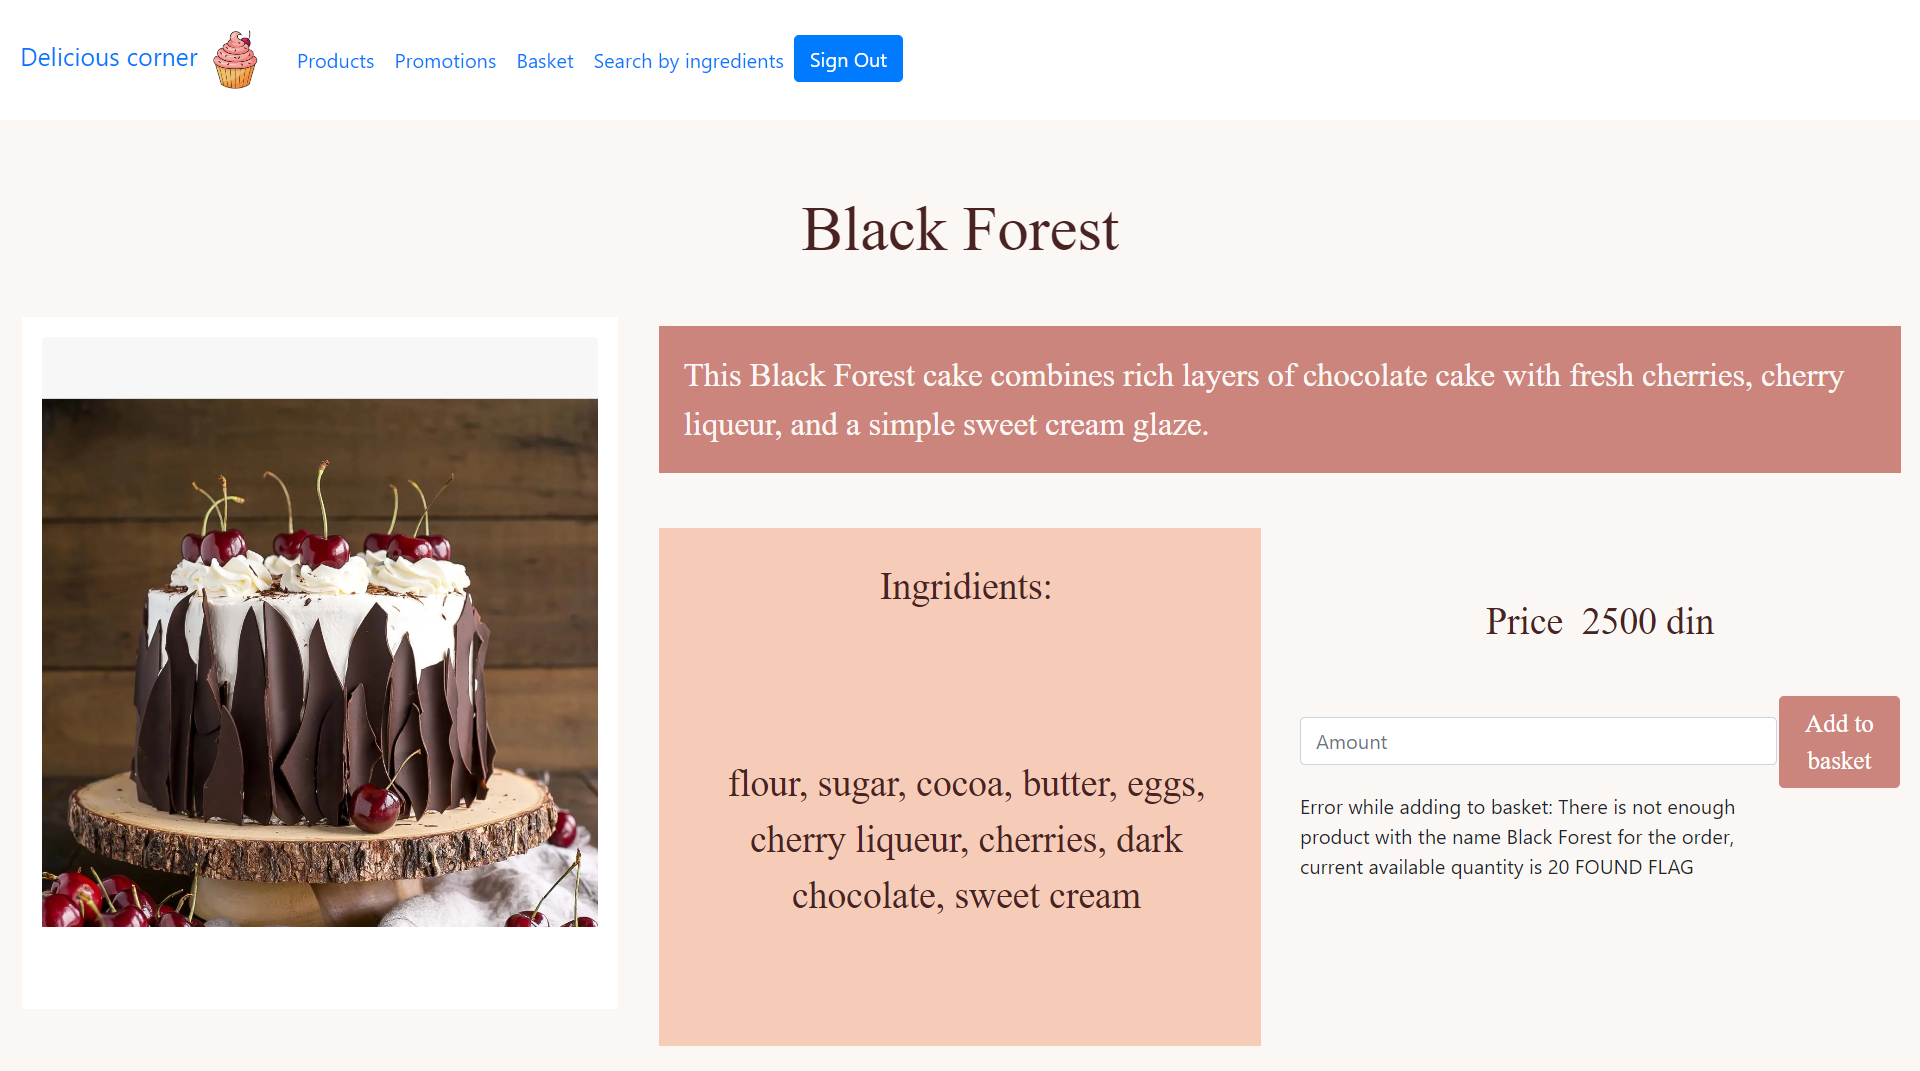 Delicious corner
Products
Promotions
Basket
Search by ingredients
Sign Out
Black Forest
This Black Forest cake combines rich layers of chocolate cake with fresh cherries, cherry
liqueur, and a simple sweet cream glaze.
Ingridients:
flour, sugar, cocoa, butter, eggs,
cherry liqueur, cherries, dark
chocolate, sweet cream
Price 2500 din
Amount
Add to
basket
Error while adding to basket: There is not enough
product with the name Black Forest for the order,
current available quantity is 20 FOUND FLAG